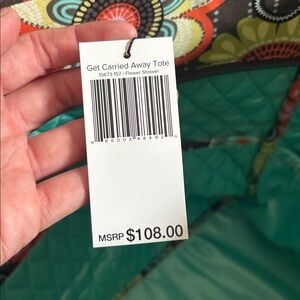 Get Carried Away Tote
15673-157 / Flower Shower
MSRP $108.00